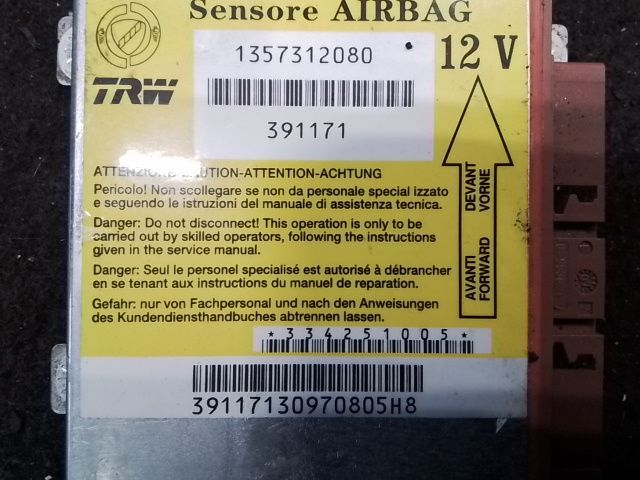 Sensore AIRBAG
1357312080
12 V
TRW
391171
ATTENZIONE-CAUTION-ATTENTION-ACHTUNG
Pericolo! Non scollegare se non da personale special izzato
e seguendo le istruzioni del manuale di assistenza tecnica.
Danger: Do not disconnect! This operation is only to be
carried out by skilled operators, following the instructions
given in the service manual.
Danger: Seul le personel specialisé est autorisé à débrancher
en se tenant aux instructions du manuel de reparation.
Gefahr: nur von Fachpersonal und nach den Anweisungen
des Kundendiensthandbuches abtrennen lassen.
AVANTI DEVANT
FORWARD VORNE
*334251005*
39117130970805H8